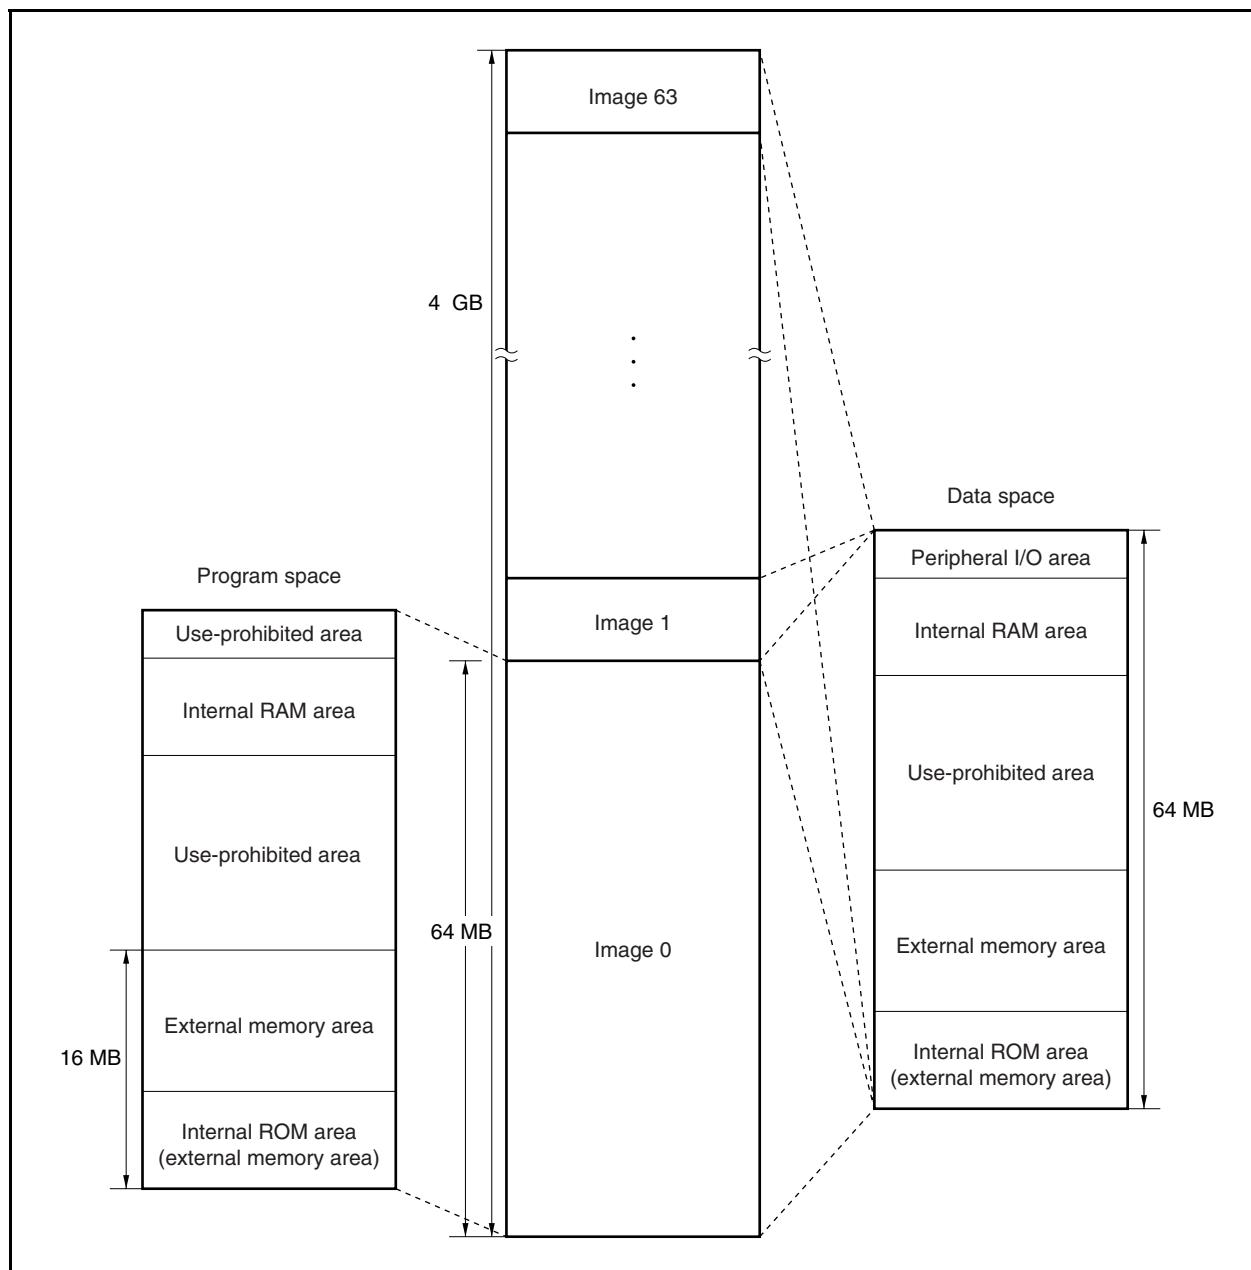 Image 63
4 GB
.
.
.
Data space
Peripheral I/O area
Program space
Image 1
Use-prohibited area
Internal RAM area
Internal RAM area
Use-prohibited area
64 MB
Use-prohibited area
64 MB
Image 0
External memory area
External memory area
16 MB
Internal ROM area
(external memory area)
Internal ROM area
(external memory area)